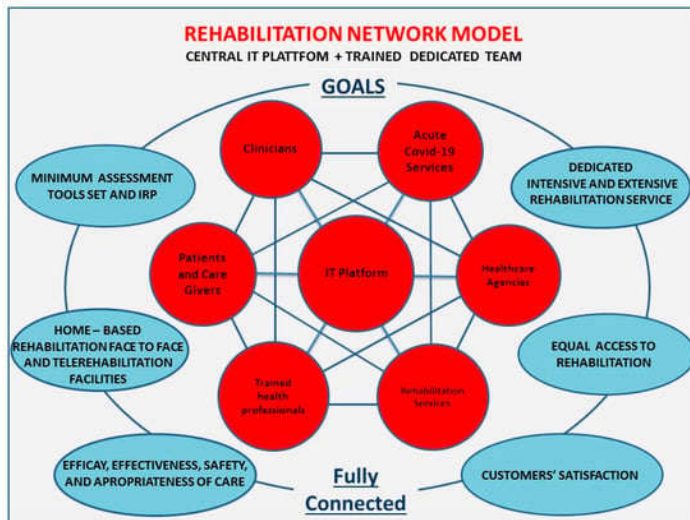 REHABILITATION NETWORK MODEL
CENTRAL IT PLATTFOM + TRAINED DEDICATED TEAM
GOALS
Clinicians
Acute
Covid-19
Services
MINIMUM ASSESSMENT
TOOLS SET AND IRP
DEDICATED
INTENSIVE AND EXTENSIVE
REHABILITATION SERVICE
Patients
and Care
Givers
IT Platform
Healthcare
Agencies
HOME – BASED
REHABILITATION FACE TO FACE
AND TELEREHABILITATION
FACILITIES
EQUAL ACCESS TO
REHABILITATION
Trained
health
professionals
Rehabilitation
Services
EFFICAY, EFFECTIVENESS, SAFETY,
AND APROPRIATENESS OF CARE
Fully
Connected
CUSTOMERS' SATISFACTION